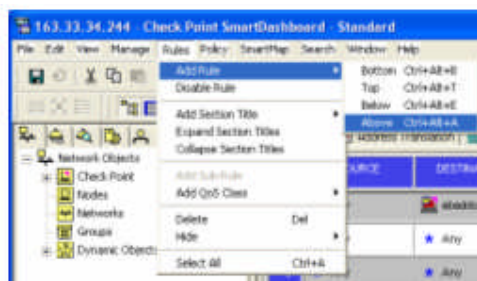 163.33.34.244 - Check Point SmartDashboard - Standard
File Edit View Manage Rules Policy SmartMap Search Window Help
Add Rule
Disable Rule
Add Section Title
Expand Section Titles
Collapse Section Titles
Add Sub-Rule
Add QoS Class
Delete Del
Hide
Select All Ctrl+A
Bottom Ctrl+Alt+B
Top Ctrl+Alt+T
Below Ctrl+Alt+E
Above Ctrl+Alt+A
Address Translation
Network Objects
Check Point
Nodes
Networks
Groups
Dynamic Objects
Any
Any